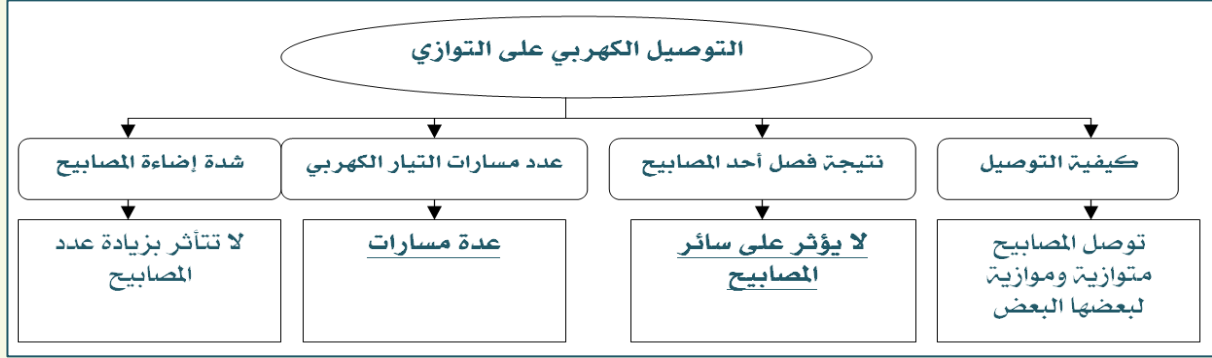 التوصيل الكهربي على التوازي
كيفية التوصيل
نتيجة فصل أحد المصابيح
عدد مسارات التيار الكهربي
شدة إضاءة المصابيح
توصل المصابيح
متوازية وموازية
لبعضها البعض
لا يؤثر على سائر
المصابيح
عدة مسارات
لا تتأثر بزيادة عدد
المصابيح